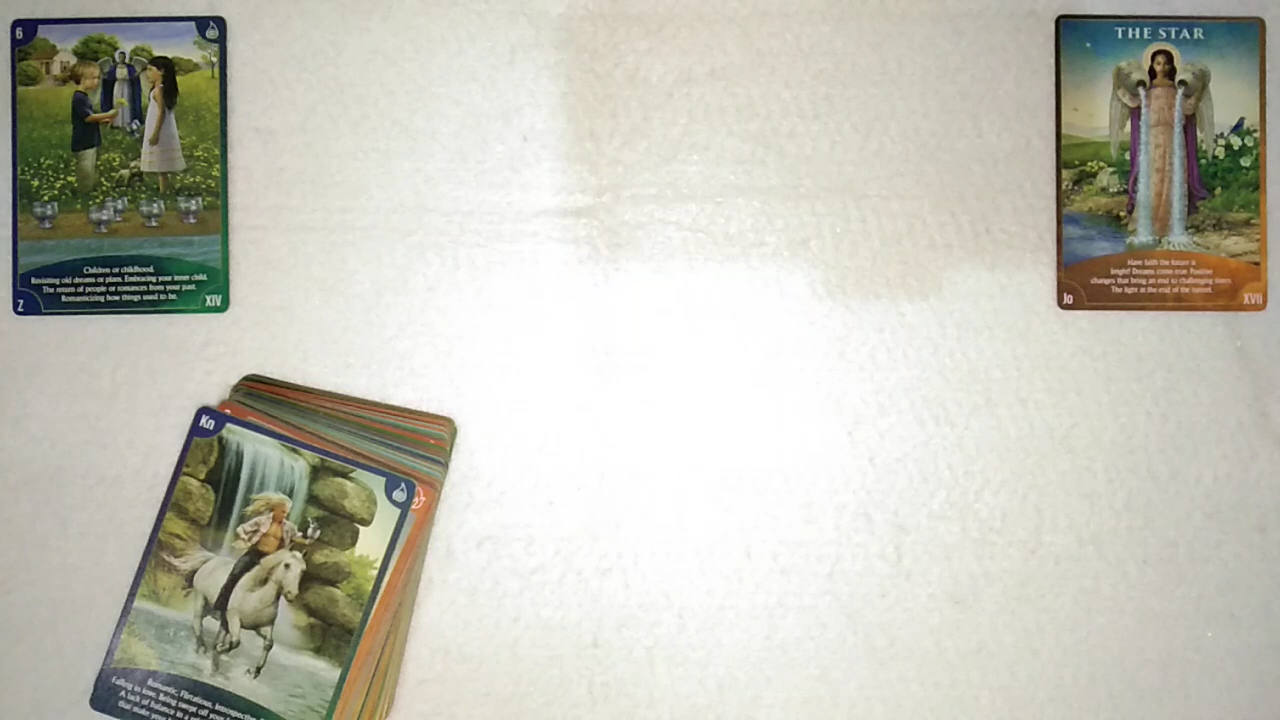 6
Children or childhood.
Revisiting old dreams or plans. Embracing your inner child.
The return of people or romances from your past.
Romanticizing how things used to be.
Z
XIV
THE STAR
Have faith the future is
bright! Dreams come true. Positive
changes that bring an end to challenging times.
The light at the end of the tunnel.
Jo
XVII
Kn
Romantic, Flirtatious, Introspective
Falling in love. Being swept off your
A lack of balance in a
that make your